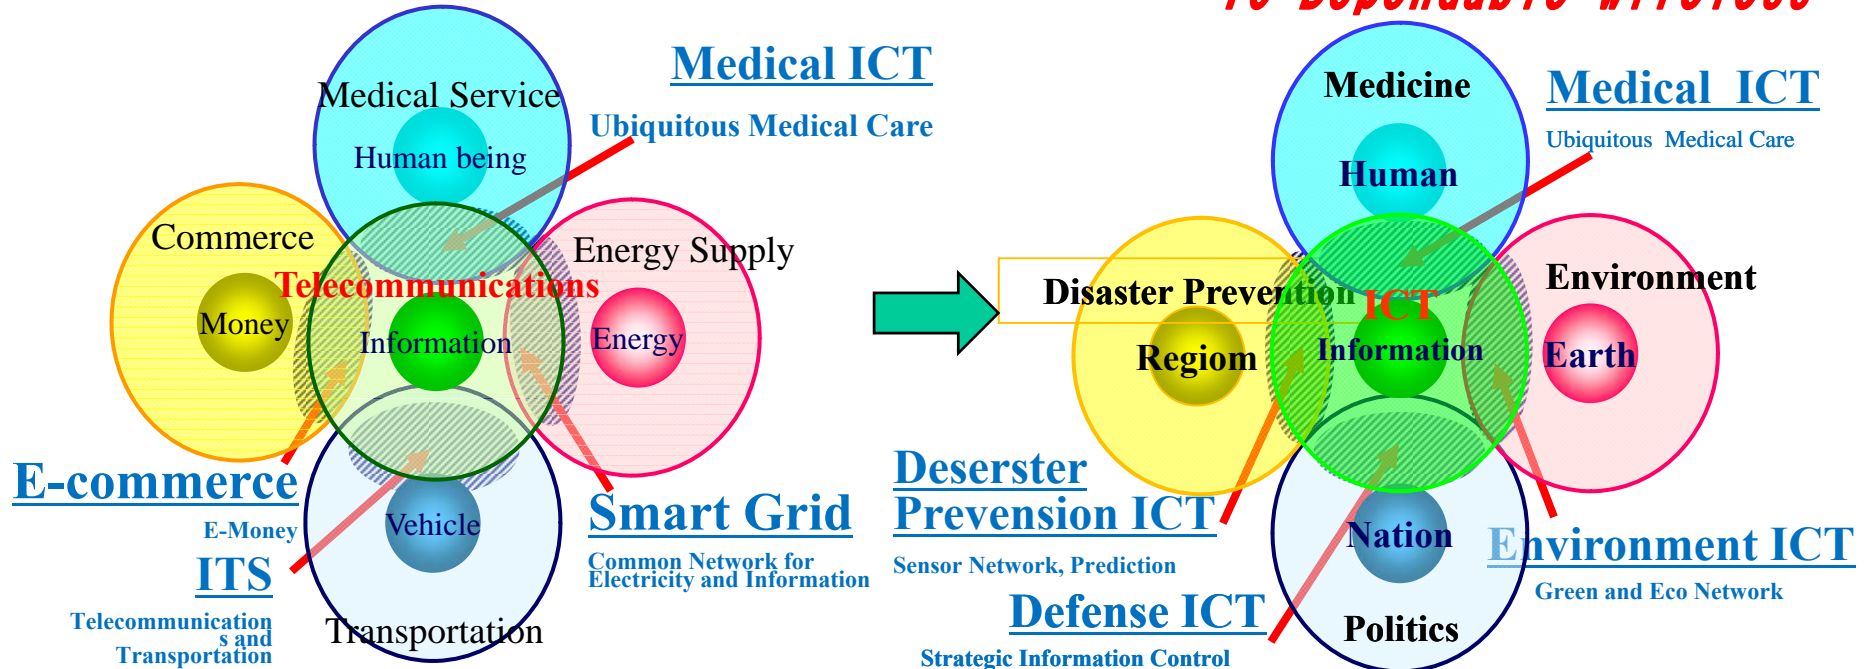 To Dependable Wireless
Medical ICT
Ubiquitous Medical Care
Medical Service
Human being
Commerce
Money
Telecommunications
Information
Energy Supply
Energy
E-commerce
E-Money
ITS
Telecommunication
s and
Transportation
Vehicle
Transportation
Smart Grid
Common Network for
Electricity and Information
Medicine
Human
Medical ICT
Ubiquitous Medical Care
Disaster Prevention
ICT
Regiom
Information
Environment
Earth
Deserster
Prevension ICT
Sensor Network, Prediction
Nation
Politics
Environment ICT
Green and Eco Network
Defense ICT
Strategic Information Control